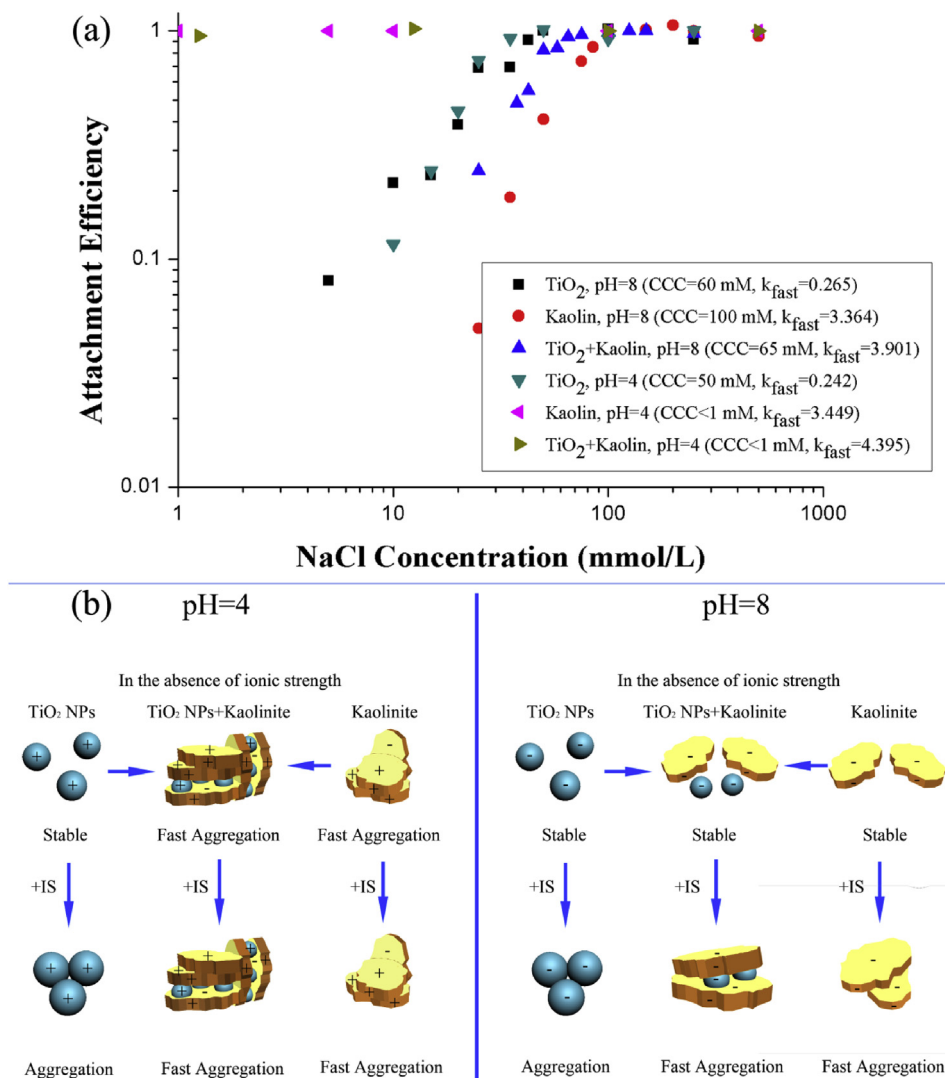 (a)
Attachment Efficiency
1
0.1
0.01
TiO2, pH=8 (CCC=60 mM, kfast=0.265)
Kaolin, pH=8 (CCC=100 mM, kfast=3.364)
TiO2+Kaolin, pH=8 (CCC=65 mM, kfast=3.901)
TiO2, pH=4 (CCC=50 mM, kfast=0.242)
Kaolin, pH=4 (CCC<1 mM, kfast=3.449)
TiO2+Kaolin, pH=4 (CCC<1 mM, kfast=4.395)
1 10 100 1000
NaCl Concentration (mmol/L)
(b)
pH=4
In the absence of ionic strength
TiO2 NPs TiO2 NPs+Kaolinite Kaolinite
Stable Fast Aggregation Fast Aggregation
+IS +IS +IS
Aggregation Fast Aggregation Fast Aggregation
pH=8
In the absence of ionic strength
TiO2 NPs TiO2 NPs+Kaolinite Kaolinite
Stable Stable Stable
+IS +IS +IS
Aggregation Fast Aggregation Fast Aggregation